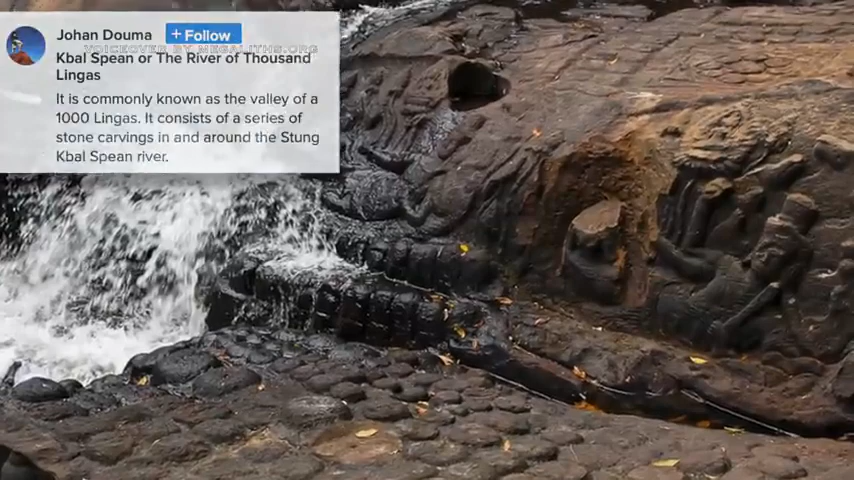 Johan Douma + Follow
VOICEOVER BY MEGALITHS.ORG
Kbal Spean or The River of Thousand
Lingas
It is commonly known as the valley of a
1000 Lingas. It consists of a series of
stone carvings in and around the Stung
Kbal Spean river.